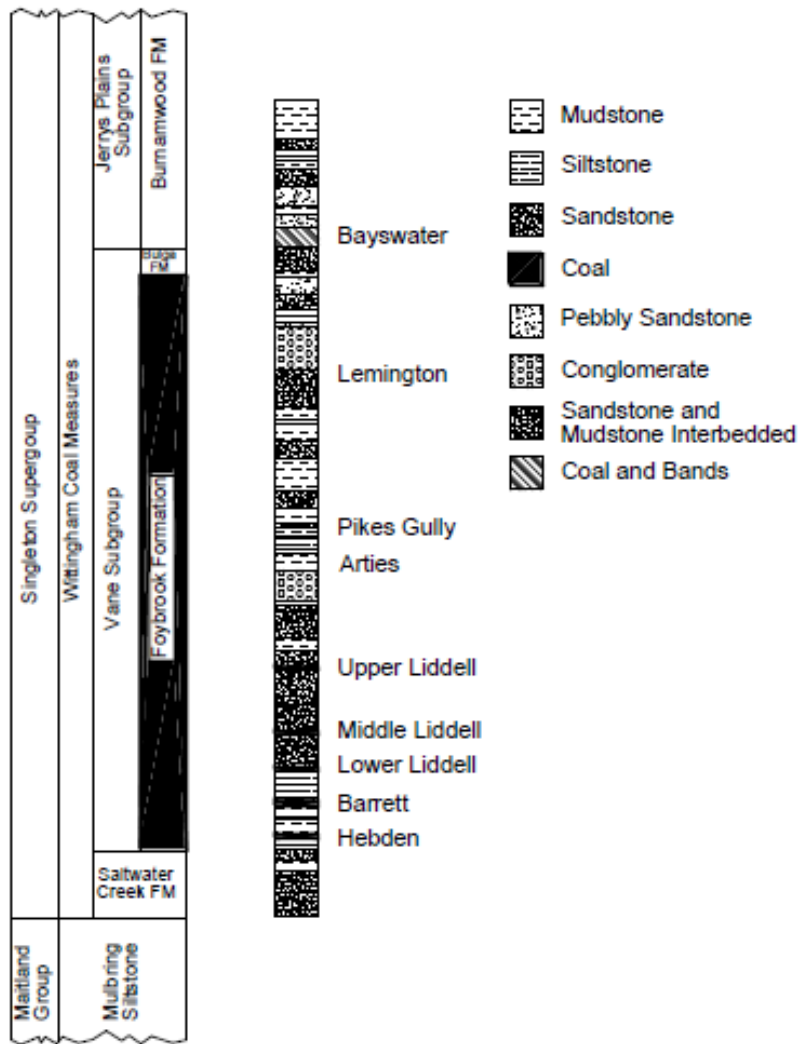 Singleton Supergoup
Wittingham Coal Measures
Jerrys Plains
Subgroup
Burnamwood FM
Bulga
FM
Vane Subgroup
Foybrook Formation
Saltwater
Creek FM
Maitland
Group
Mulbring
Siltstone
Bayswater
Lemington
Pikes Gully
Arties
Upper Liddell
Middle Liddell
Lower Liddell
Barrett
Hebden
Mudstone
Siltstone
Sandstone
Coal
Pebbly Sandstone
Conglomerate
Sandstone and
Mudstone Interbedded
Coal and Bands